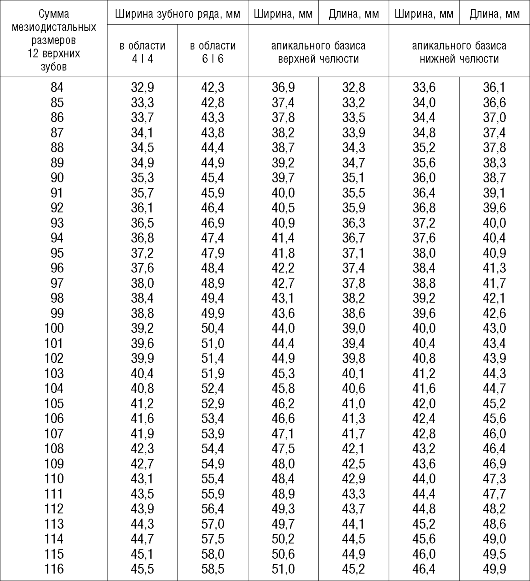 Сумма мезиодистальных размеров 12 верхних зубов | Ширина зубного ряда, мм | Ширина, мм | Длина, мм | Ширина, мм | Длина, мм
в области 4 I 4 | в области 6 I 6 | апикального базиса верхней челюсти | апикального базиса нижней челюсти
84 32,9 42,3 36,9 32,8 33,6 36,1
85 33,3 42,8 37,4 33,2 34,0 36,6
86 33,7 43,3 37,8 33,5 34,4 37,0
87 34,1 43,8 38,2 33,9 34,8 37,4
88 34,5 44,4 38,7 34,3 35,2 37,8
89 34,9 44,9 39,2 34,7 35,6 38,3
90 35,3 45,4 39,7 35,1 36,0 38,7
91 35,7 45,9 40,0 35,5 36,4 39,1
92 36,1 46,4 40,5 35,9 36,8 39,6
93 36,5 46,9 40,9 36,3 37,2 40,0
94 36,8 47,4 41,4 36,7 37,6 40,4
95 37,2 47,9 41,8 37,1 38,0 40,9
96 37,6 48,4 42,2 37,4 38,4 41,3
97 38,0 48,9 42,7 37,8 38,8 41,7
98 38,4 49,4 43,1 38,2 39,2 42,1
99 38,8 49,9 43,6 38,6 39,6 42,6
100 39,2 50,4 44,0 39,0 40,0 43,0
101 39,6 51,0 44,4 39,4 40,4 43,4
102 39,9 51,4 44,9 39,8 40,8 43,9
103 40,4 51,9 45,3 40,1 41,2 44,3
104 40,8 52,4 45,8 40,6 41,6 44,7
105 41,2 52,9 46,2 41,0 42,0 45,2
106 41,6 53,4 46,6 41,3 42,4 45,6
107 41,9 53,9 47,1 41,7 42,8 46,0
108 42,3 54,4 47,5 42,1 43,2 46,4
109 42,7 54,9 48,0 42,5 43,6 46,9
110 43,1 55,4 48,4 42,9 44,0 47,3
111 43,5 55,9 48,9 43,3 44,4 47,7
112 43,9 56,4 49,3 43,7 44,8 48,2
113 44,3 57,0 49,7 44,1 45,2 48,6
114 44,7 57,5 50,2 44,5 45,6 49,0
115 45,1 58,0 50,6 44,9 46,0 49,5
116 45,5 58,5 51,0 45,2 46,4 49,9